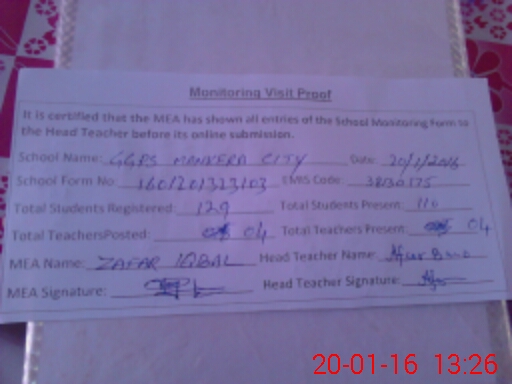 Monitoring Visit Proof
It is certified that the MEA has shown all entries of the School Monitoring Form to
the Head Teacher before its online submission.
School Name: GGPS MANKERA CITY Date: 20/1/2016
School Form No: 1601201323103 EMIS Code: 38130175
Total Students Registered: 129 Total Students Present: 110
Total TeachersPosted: 04 Total Teachers Present: 04
MEA Name: ZAFAR IQBAL Head Teacher Name: Bano
MEA Signature: Head Teacher Signature:
20-01-16 13:26